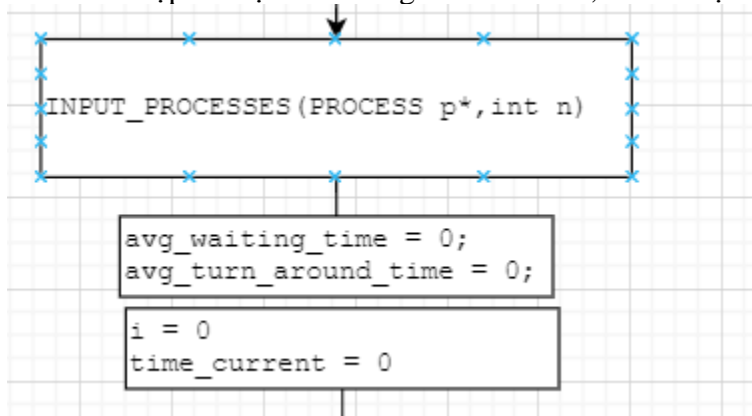 INPUT_PROCESSES(PROCESS p*,int n)
avg_waiting_time = 0;
avg_turn_around_time = 0;
i = 0
time_current = 0